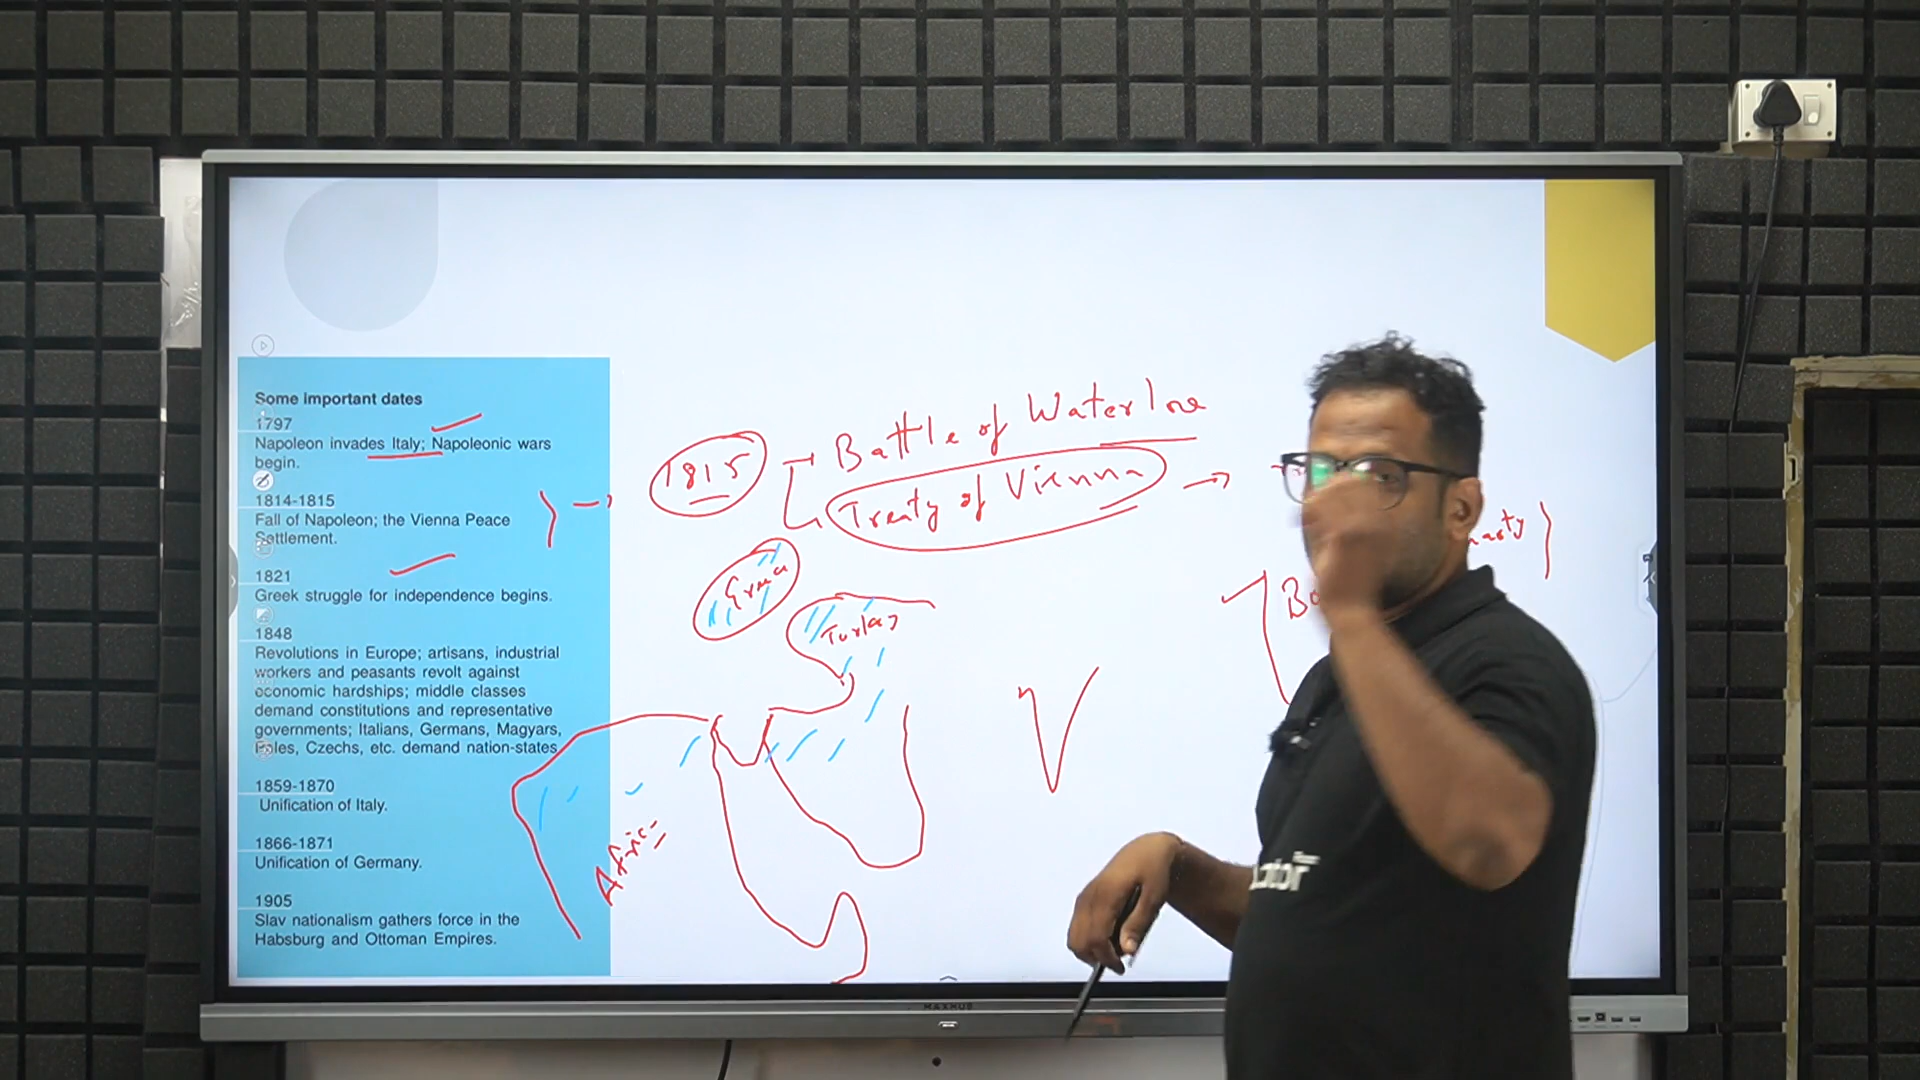 Some important dates
1797
Napoleon invades Italy; Napoleonic wars
begin.
1814-1815
Fall of Napoleon; the Vienna Peace
Settlement.
1821
Greek struggle for independence begins.
1848
Revolutions in Europe; artisans, industrial
workers and peasants revolt against
economic hardships; middle classes
demand constitutions and representative
governments; Italians, Germans, Magyars,
Poles, Czechs, etc. demand nation-states
1859-1870
Unification of Italy.
1866-1871
Unification of Germany.
1905
Slav nationalism gathers force in the
Habsburg and Ottoman Empires.
1815
Battle of Waterloo
Treaty of Vienna
nasty
Bo
Turkey
Africa
MAXHUB